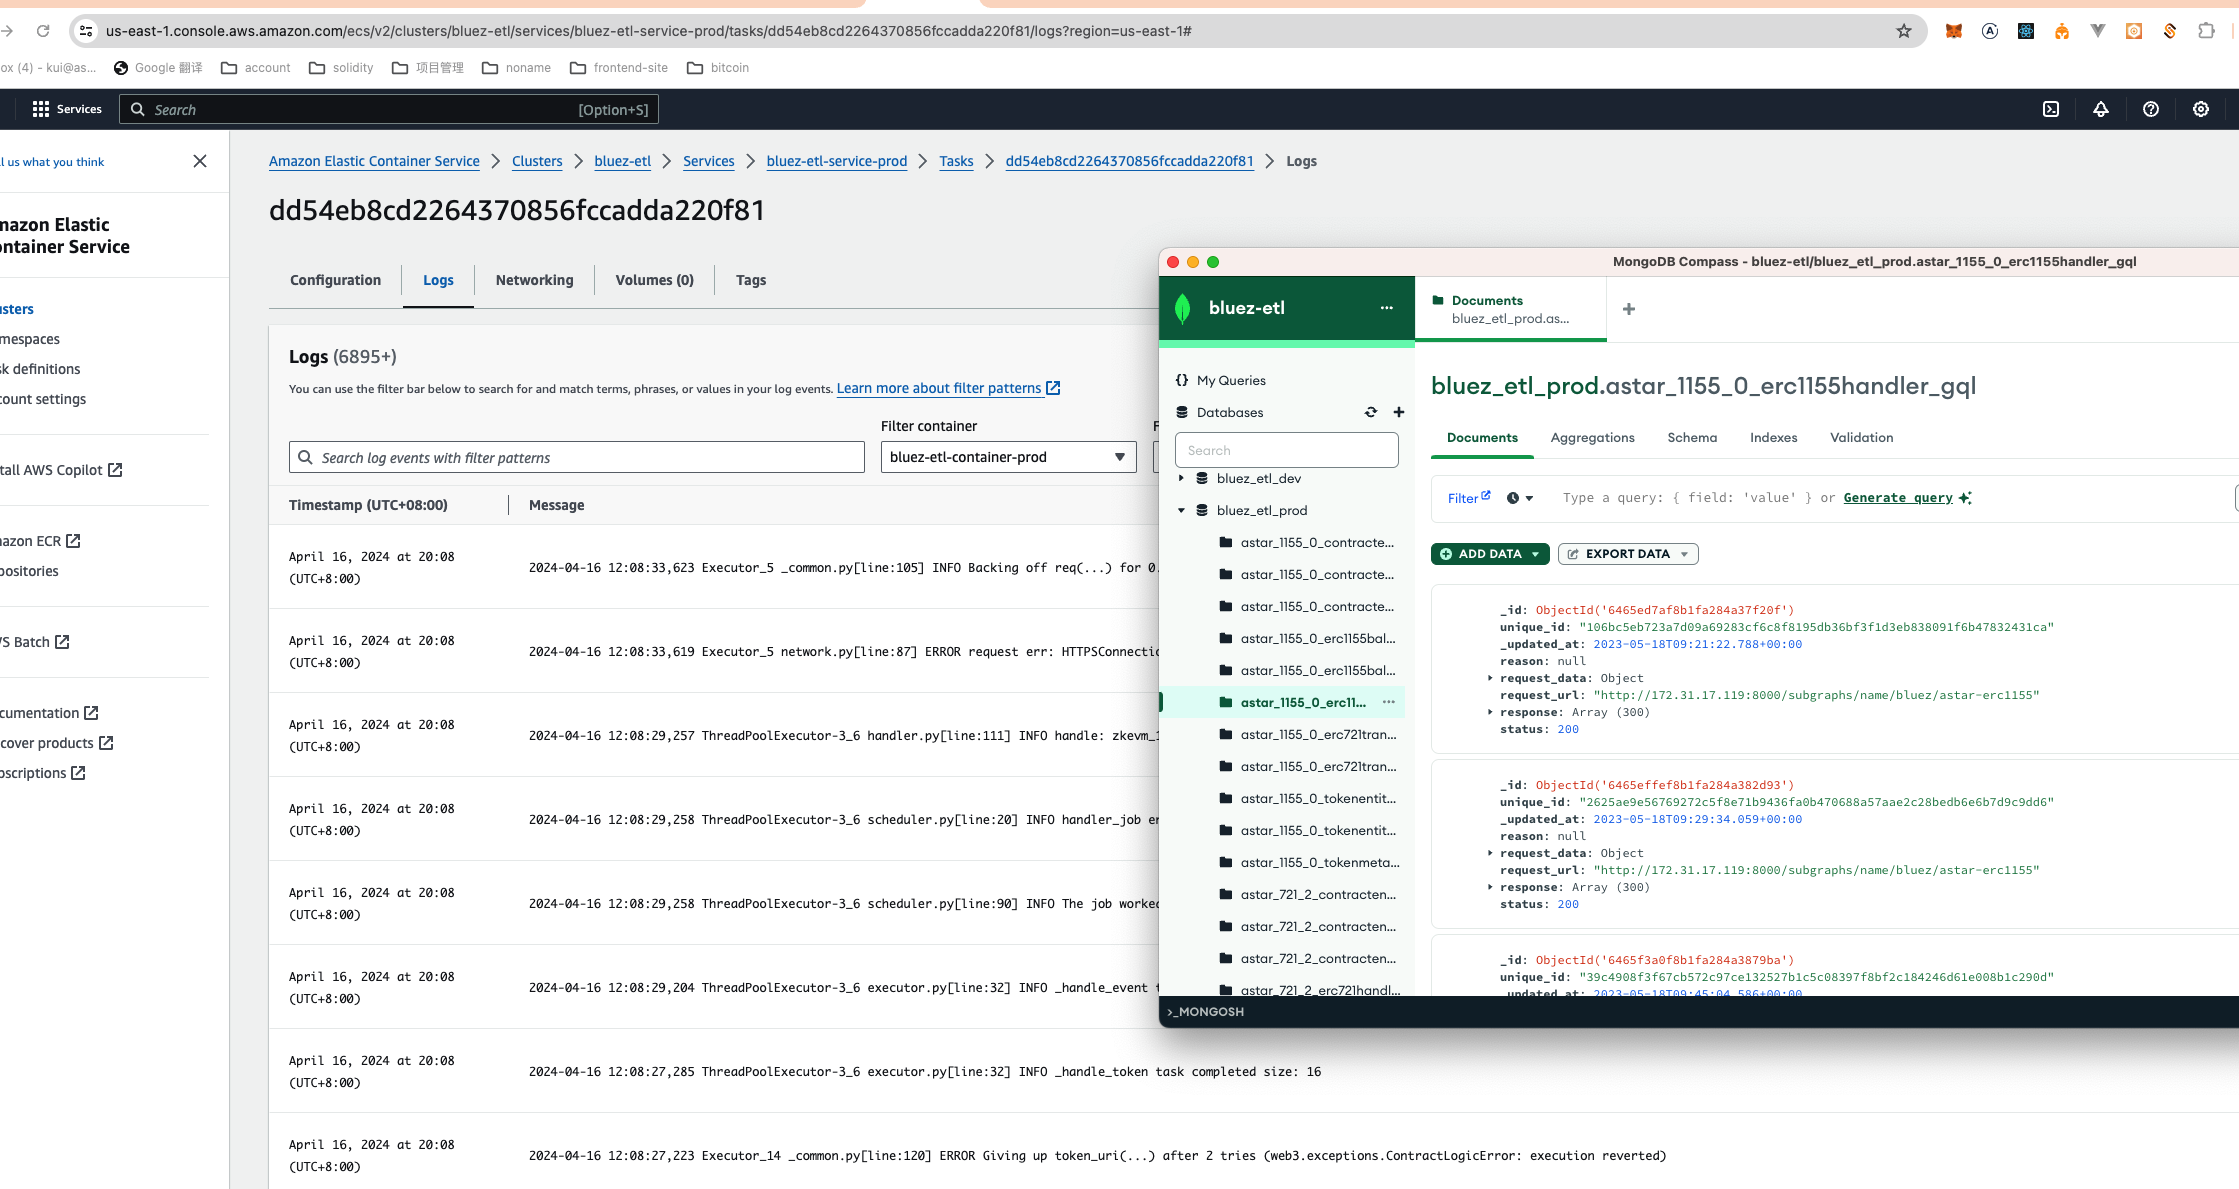 us-east-1.console.aws.amazon.com/ecs/v2/clusters/bluez-etl/services/bluez-etl-service-prod/tasks/dd54eb8cd2264370856fccadda220f81/logs?region=us-east-1#
ox (4) - kui@as... Google 翻译 account solidity 项目管理 noname frontend-site bitcoin
Services Search [Option+S]
l us what you think
mazon Elastic
ontainer Service
usters
mespaces
sk definitions
count settings
tall AWS Copilot
mazon ECR
positories
VS Batch
cumentation
cover products
bscriptions
Amazon Elastic Container Service > Clusters > bluez-etl > Services > bluez-etl-service-prod > Tasks > dd54eb8cd2264370856fccadda220f81 > Logs
dd54eb8cd2264370856fccadda220f81
Configuration Logs Networking Volumes (0) Tags
Logs (6895+)
You can use the filter bar below to search for and match terms, phrases, or values in your log events. Learn more about filter patterns
Filter container F
Search log events with filter patterns bluez-etl-container-prod
Timestamp (UTC+08:00) Message
April 16, 2024 at 20:08
(UTC+8:00)
2024-04-16 12:08:33,623 Executor_5 _common.py[line:105] INFO Backing off req(...) for 0.
April 16, 2024 at 20:08
(UTC+8:00)
2024-04-16 12:08:33,619 Executor_5 network.py[line:87] ERROR request err: HTTPSConnectio
April 16, 2024 at 20:08
(UTC+8:00)
2024-04-16 12:08:29,257 ThreadPoolExecutor-3_6 handler.py[line:111] INFO handle: zkevm_1
April 16, 2024 at 20:08
(UTC+8:00)
2024-04-16 12:08:29,258 ThreadPoolExecutor-3_6 scheduler.py[line:20] INFO handler_job er
April 16, 2024 at 20:08
(UTC+8:00)
2024-04-16 12:08:29,258 ThreadPoolExecutor-3_6 scheduler.py[line:90] INFO The job worked
April 16, 2024 at 20:08
(UTC+8:00)
2024-04-16 12:08:29,204 ThreadPoolExecutor-3_6 executor.py[line:32] INFO _handle_event t
April 16, 2024 at 20:08
(UTC+8:00)
2024-04-16 12:08:27,285 ThreadPoolExecutor-3_6 executor.py[line:32] INFO _handle_token task completed size: 16
April 16, 2024 at 20:08
(UTC+8:00)
2024-04-16 12:08:27,223 Executor_14 _common.py[line:120] ERROR Giving up token_uri(...) after 2 tries (web3.exceptions.ContractLogicError: execution reverted)
MongoDB Compass - bluez-etl/bluez_etl_prod.astar_1155_0_erc1155handler_gql
bluez-etl ...
Documents
bluez_etl_prod.as...
{} My Queries
Databases
Search
bluez_etl_dev
bluez_etl_prod
astar_1155_0_contracte...
astar_1155_0_contracte...
astar_1155_0_contracte...
astar_1155_0_erc1155bal...
astar_1155_0_erc1155bal...
astar_1155_0_erc11... ...
astar_1155_0_erc721tran...
astar_1155_0_erc721tran...
astar_1155_0_tokenentit...
astar_1155_0_tokenentit...
astar_1155_0_tokenmeta...
astar_721_2_contracten...
astar_721_2_contracten...
astar_721_2_contracten...
astar_721_2_erc721handl...
bluez_etl_prod.astar_1155_0_erc1155handler_gql
Documents Aggregations Schema Indexes Validation
Filter Type a query: { field: 'value' } or Generate query
ADD DATA EXPORT DATA
_id: ObjectId('6465ed7af8b1fa284a37f20f')
unique_id: "106bc5eb723a7d09a69283cf6c8f8195db36bf3f1d3eb838091f6b47832431ca"
_updated_at: 2023-05-18T09:21:22.788+00:00
reason: null
request_data: Object
request_url: "http://172.31.17.119:8000/subgraphs/name/bluez/astar-erc1155"
response: Array (300)
status: 200
_id: ObjectId('6465effef8b1fa284a382d93')
unique_id: "2625ae9e56769272c5f8e71b9436fa0b470688a57aae2c28bedb6e6b7d9c9dd6"
_updated_at: 2023-05-18T09:29:34.059+00:00
reason: null
request_data: Object
request_url: "http://172.31.17.119:8000/subgraphs/name/bluez/astar-erc1155"
response: Array (300)
status: 200
_id: ObjectId('6465f3a0f8b1fa284a3879ba')
unique_id: "39c4908f3f67cb572c97ce132527b1c5c08397f8bf2c184246d61e008b1c290d"
_updated_at: 2023-05-18T09:45:04.586+00:00
>_MONGOSH